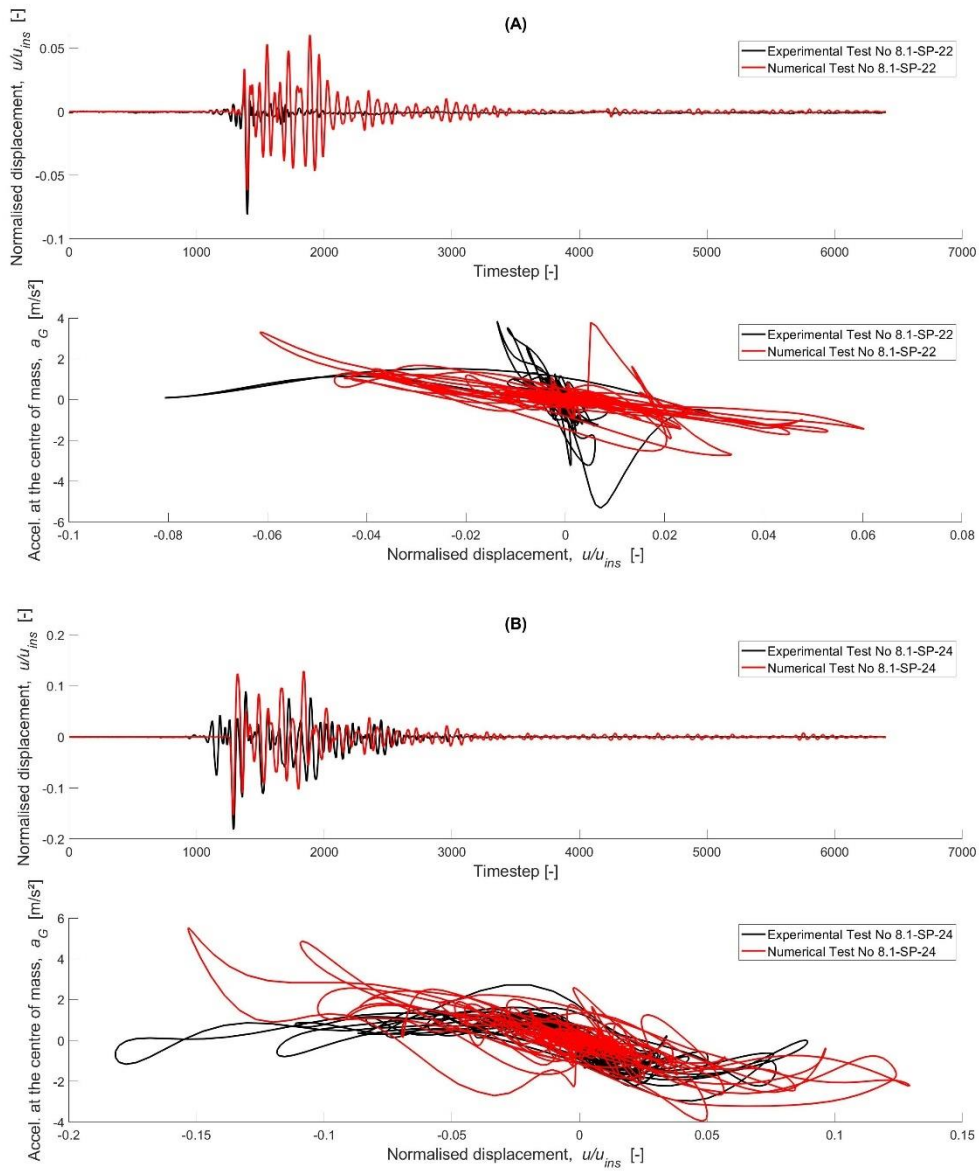 (A)
Normalised displacement, u/u_ins [-]
0.05
0
-0.05
-0.1
Experimental Test No 8.1-SP-22
Numerical Test No 8.1-SP-22
0 1000 2000 3000 4000 5000 6000 7000
Timestep [-]
Accel. at the centre of mass, a_G [m/s²]
4
2
0
-2
-4
-6
Experimental Test No 8.1-SP-22
Numerical Test No 8.1-SP-22
-0.1 -0.08 -0.06 -0.04 -0.02 0 0.02 0.04 0.06 0.08
Normalised displacement, u/u_ins [-]
(B)
Normalised displacement, u/u_ins [-]
0.2
0.1
0
-0.1
-0.2
Experimental Test No 8.1-SP-24
Numerical Test No 8.1-SP-24
0 1000 2000 3000 4000 5000 6000 7000
Timestep [-]
Accel. at the centre of mass, a_G [m/s²]
6
4
2
0
-2
-4
Experimental Test No 8.1-SP-24
Numerical Test No 8.1-SP-24
-0.2 -0.15 -0.1 -0.05 0 0.05 0.1 0.15
Normalised displacement, u/u_ins [-]